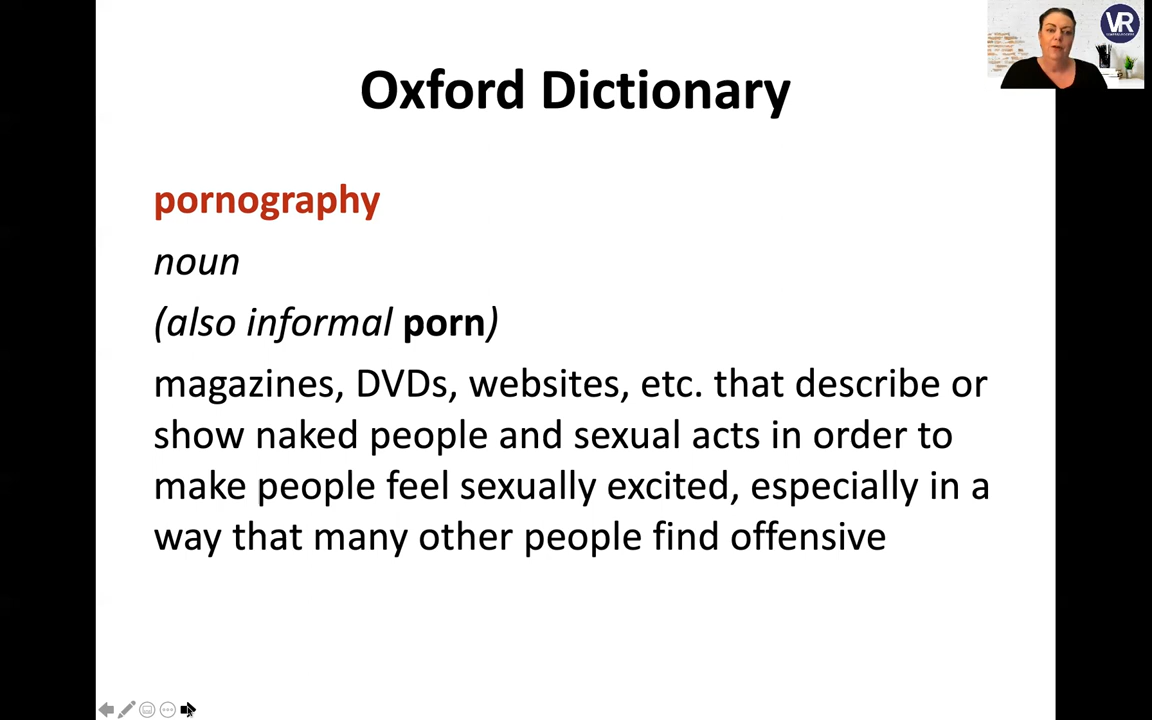 VR
Oxford Dictionary
pornography
noun
(also informal porn)
magazines, DVDs, websites, etc. that describe or
show naked people and sexual acts in order to
make people feel sexually excited, especially in a
way that many other people find offensive